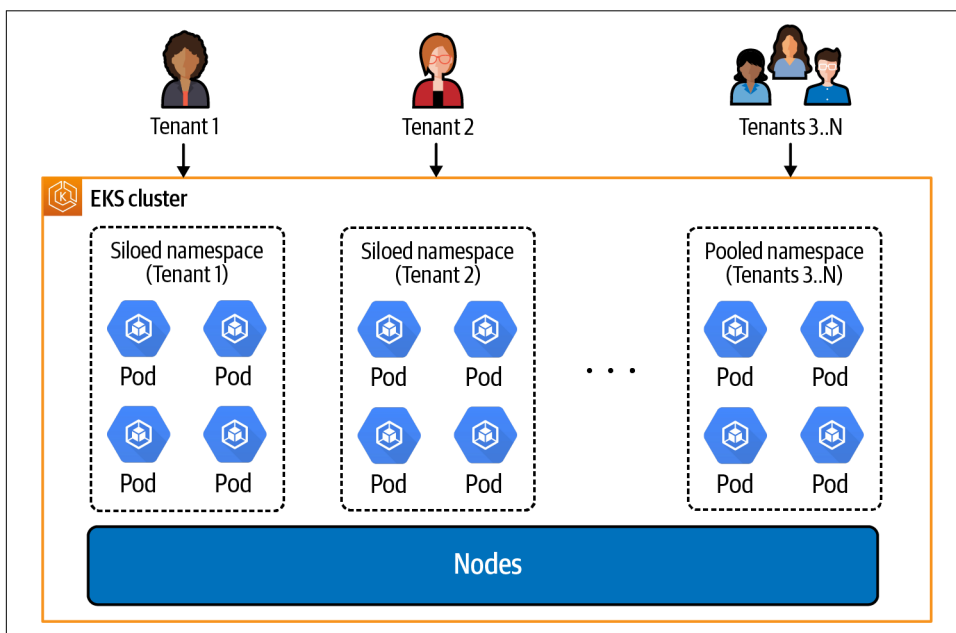 Tenant 1
Tenant 2
Tenants 3..N
K
EKS cluster
Siloed namespace
(Tenant 1)
Siloed namespace
(Tenant 2)
Pooled namespace
(Tenants 3..N)
Pod
Pod
Pod
Pod
Pod
Pod
. . .
Pod
Pod
Pod
Pod
Pod
Pod
Nodes